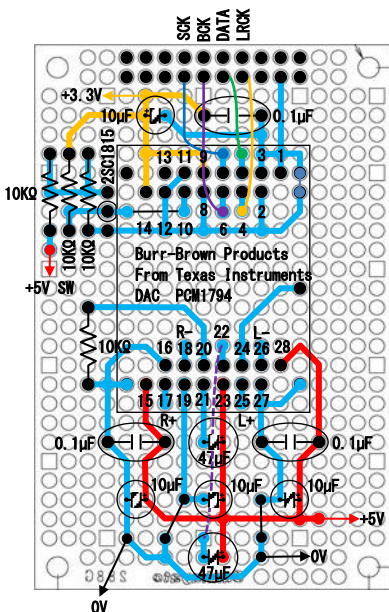 SCK BCK DATA LRCK
+3.3V
10μF
0.1μF
2SC1815
13 11 9 3 1
10KΩ
10KΩ
10KΩ
14 12 10 8 6 4 2
+5V SW
Burr-Brown Products
From Texas Instruments
DAC PCM1794
R- 22 L-
10KΩ
16 18 20 24 26 28
15 17 19 21 23 25 27
R+ L+
0.1μF
47μF
0.1μF
10μF
10μF
10μF
+5V
47μF
0V
0V